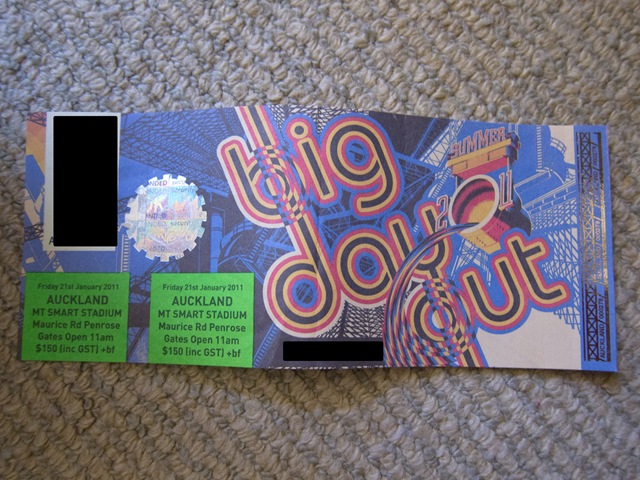 big
day
out
SUMMER
2011
Friday 21st January 2011
AUCKLAND
MT SMART STADIUM
Maurice Rd Penrose
Gates Open 11am
$150 (inc GST) +bf
Friday 21st January 2011
AUCKLAND
MT SMART STADIUM
Maurice Rd Penrose
Gates Open 11am
$150 (inc GST) +bf